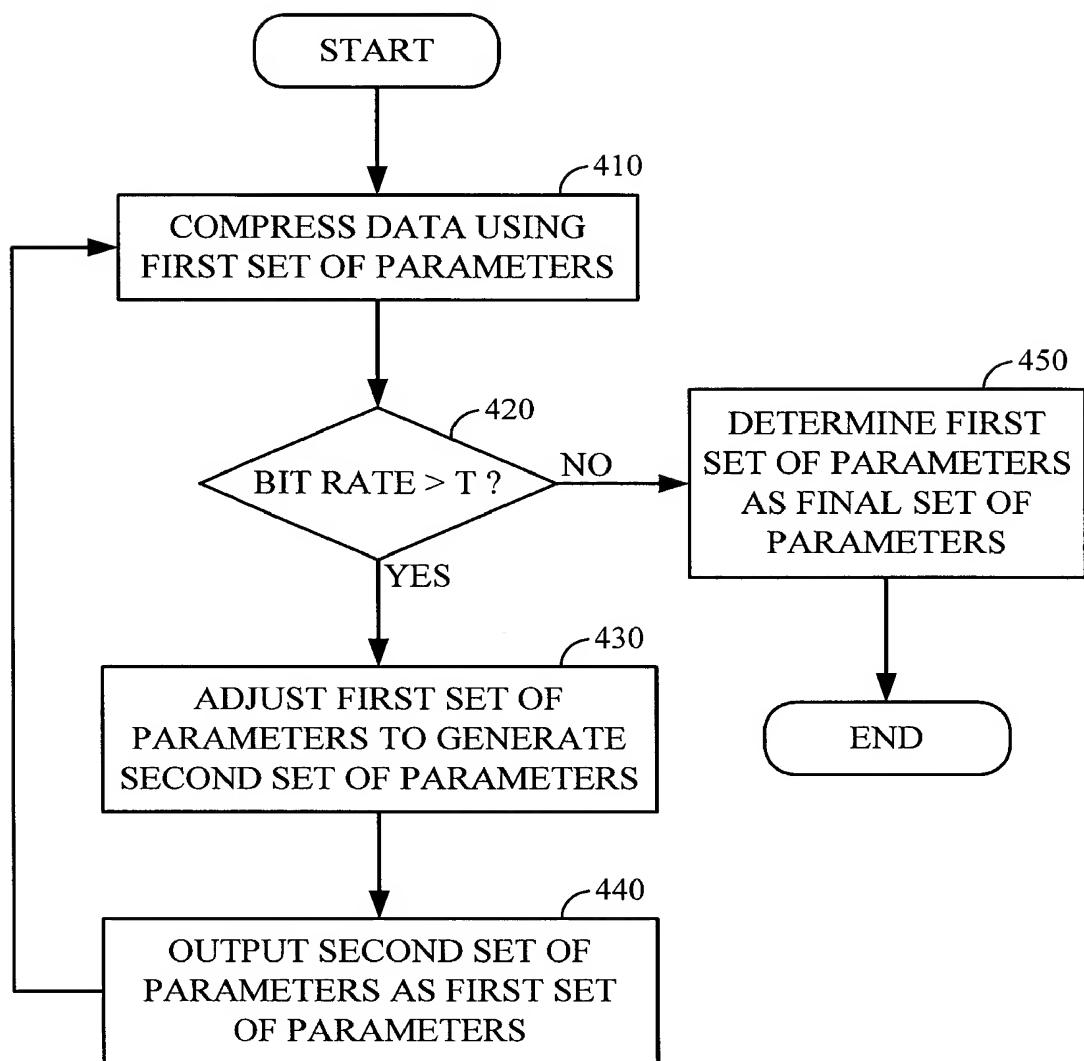 START
410
COMPRESS DATA USING
FIRST SET OF PARAMETERS
420
BIT RATE > T ?
NO
YES
450
DETERMINE FIRST
SET OF PARAMETERS
AS FINAL SET OF
PARAMETERS
END
430
ADJUST FIRST SET OF
PARAMETERS TO GENERATE
SECOND SET OF PARAMETERS
440
OUTPUT SECOND SET OF
PARAMETERS AS FIRST SET
OF PARAMETERS